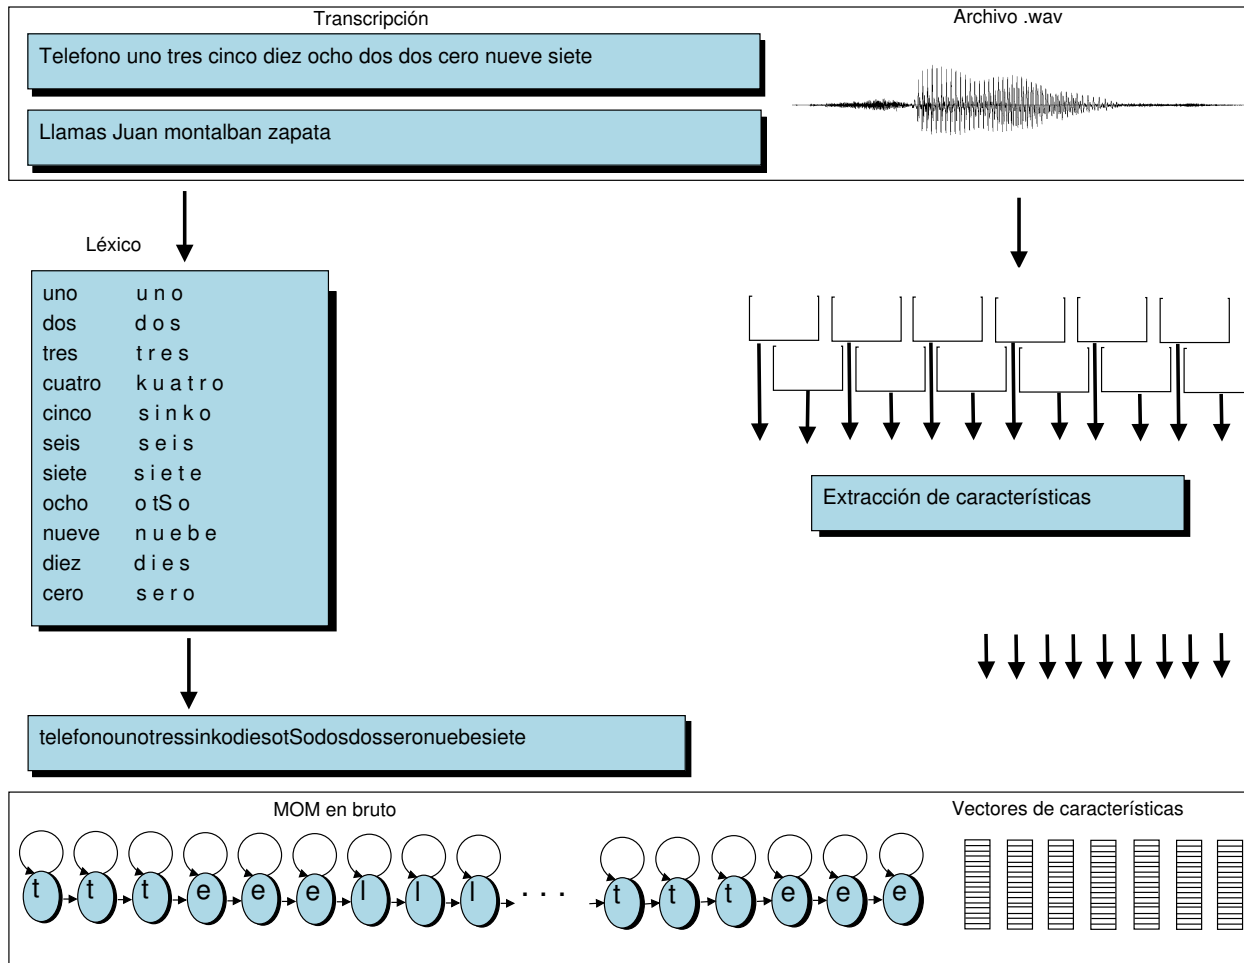 Transcripción
Archivo .wav
Telefono uno tres cinco diez ocho dos dos cero nueve siete
Llamas Juan montalban zapata
Léxico
uno u n o
dos d o s
tres t r e s
cuatro k u a t r o
cinco s i n k o
seis s e i s
siete s i e t e
ocho o tS o
nueve n u e b e
diez d i e s
cero s e r o
Extracción de características
telefonounotressinkodiesotSodosdosseronuebesiete
MOM en bruto
Vectores de características
t t t e e e l l l . . . t t t e e e